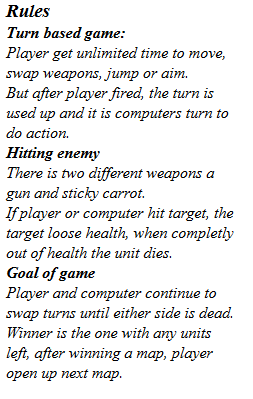 Rules
Turn based game:
Player get unlimited time to move,
swap weapons, jump or aim.
But after player fired, the turn is
used up and it is computers turn to
do action.
Hitting enemy
There is two different weapons a
gun and sticky carrot.
If player or computer hit target, the
target loose health, when completly
out of health the unit dies.
Goal of game
Player and computer continue to
swap turns until either side is dead.
Winner is the one with any units
left, after winning a map, player
open up next map.